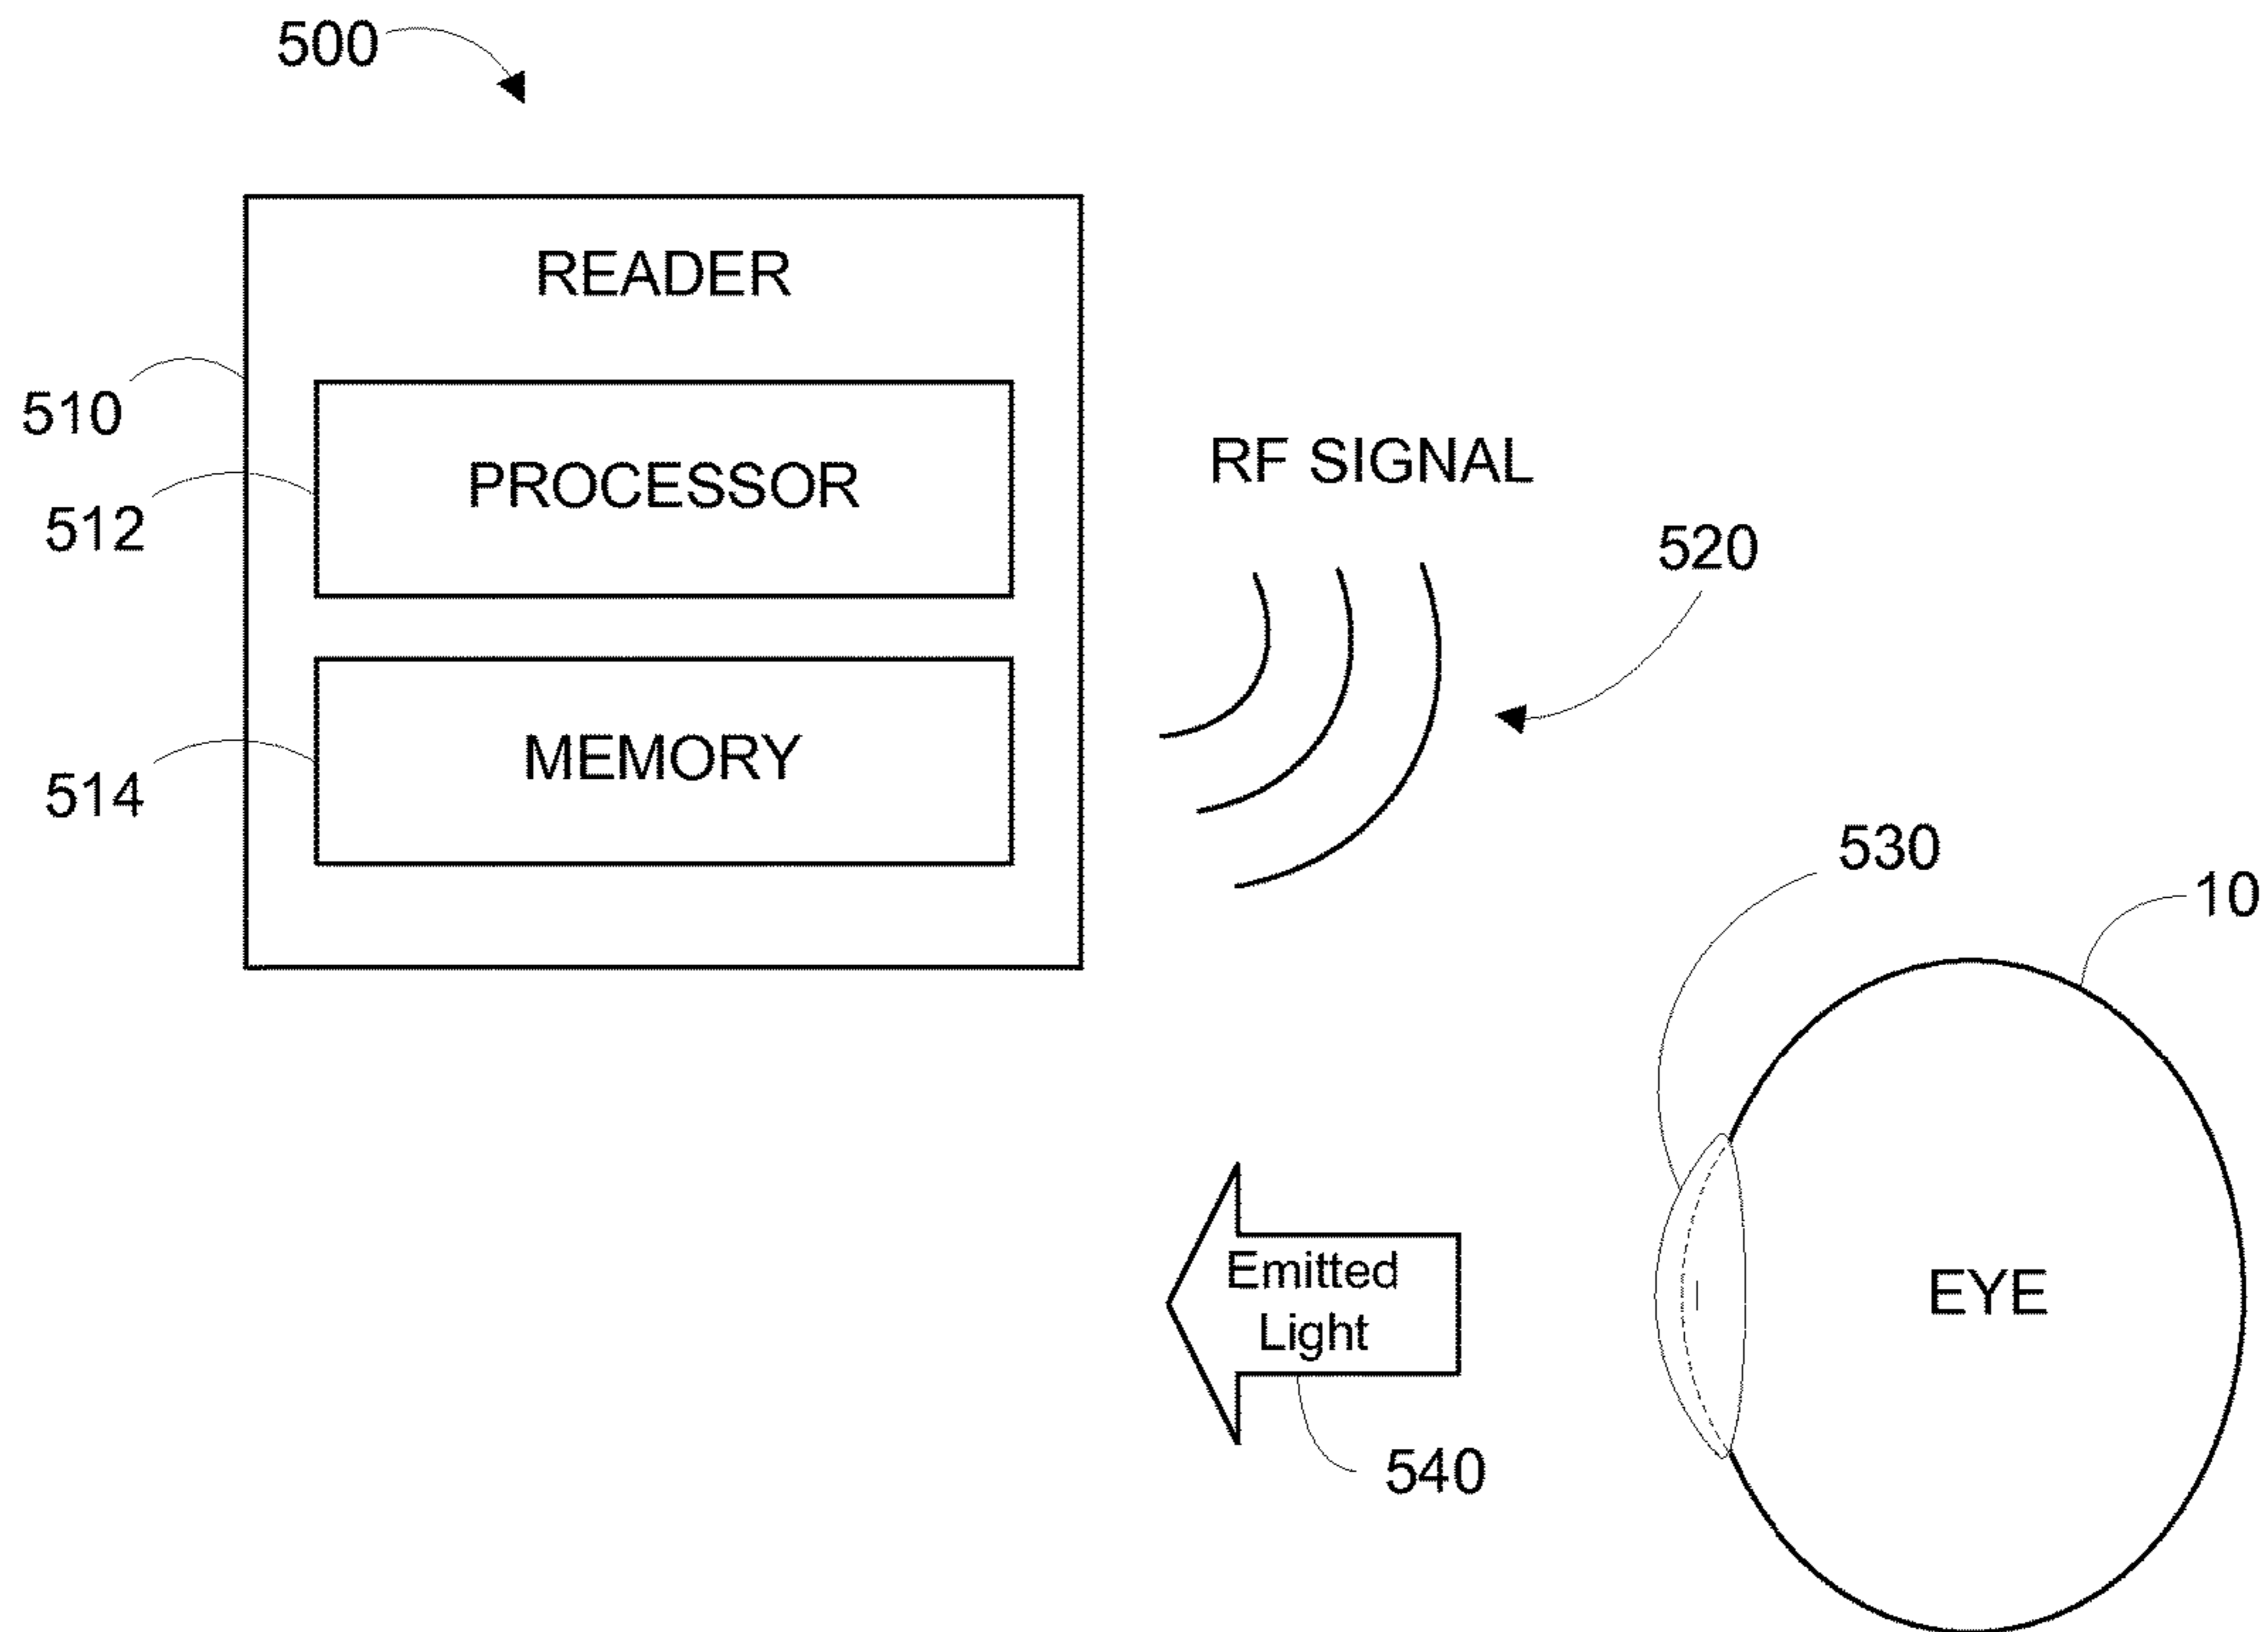 500
READER
510
PROCESSOR
512
MEMORY
514
RF SIGNAL
520
530
10
EYE
Emitted
Light
540